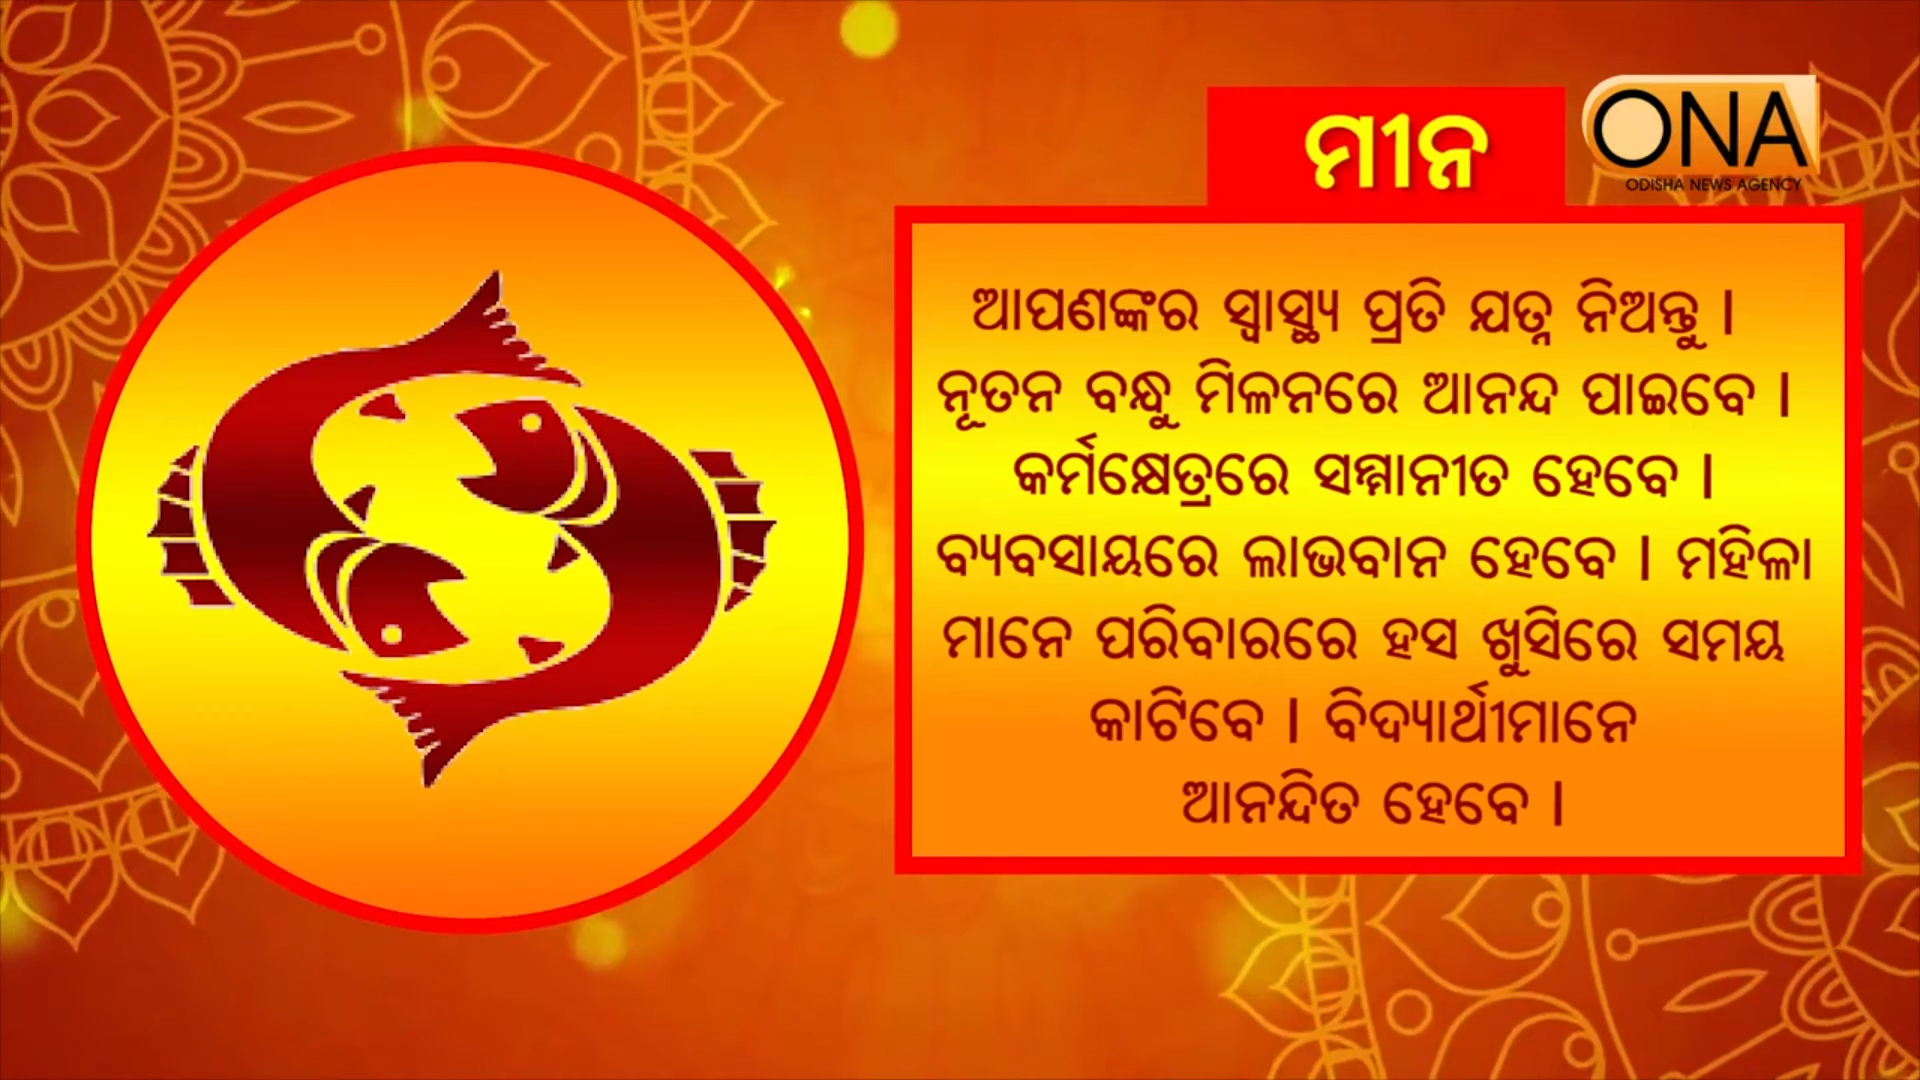 ମୀନ
ONA
ODISHA NEWS AGENCY
ଆପଣଙ୍କର ସ୍ୱାସ୍ଥ୍ୟ ପ୍ରତି ଯତ୍ନ ନିଅନ୍ତୁ ।
ନୂତନ ବନ୍ଧୁ ମିଳନରେ ଆନନ୍ଦ ପାଇବେ ।
କର୍ମକ୍ଷେତ୍ରରେ ସମ୍ମାନୀତ ହେବେ ।
ବ୍ୟବସାୟରେ ଲାଭବାନ ହେବେ । ମହିଳା
ମାନେ ପରିବାରରେ ହସ ଖୁସିରେ ସମୟ
କାଟିବେ । ବିଦ୍ୟାର୍ଥୀମାନେ
ଆନନ୍ଦିତ ହେବେ ।